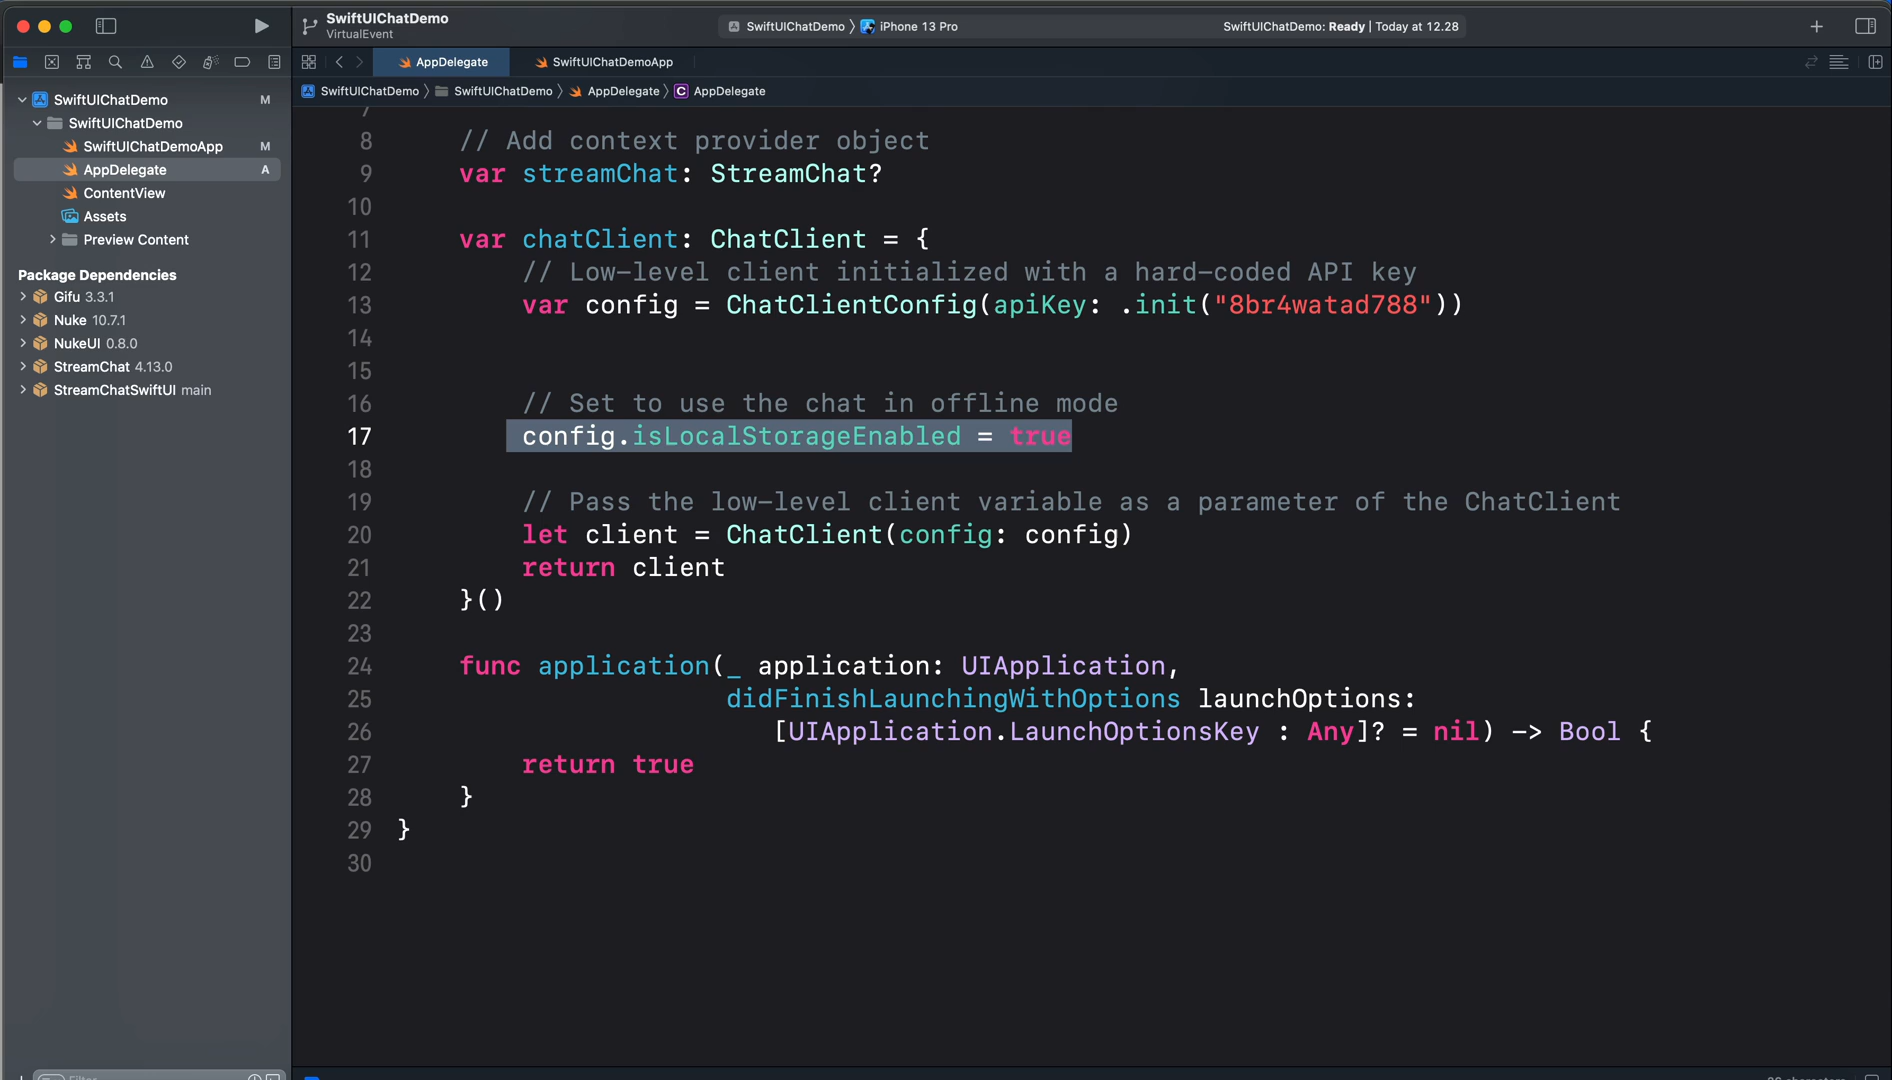 SwiftUIChatDemo
VirtualEvent
SwiftUIChatDemo 〉 iPhone 13 Pro
SwiftUIChatDemo: Ready | Today at 12.28
AppDelegate
SwiftUIChatDemoApp
SwiftUIChatDemo 〉 SwiftUIChatDemo 〉 AppDelegate 〉 C AppDelegate
SwiftUIChatDemo M
SwiftUIChatDemo
SwiftUIChatDemoApp M
AppDelegate A
ContentView
Assets
Preview Content
Package Dependencies
Gifu 3.3.1
Nuke 10.7.1
NukeUI 0.8.0
StreamChat 4.13.0
StreamChatSwiftUI main
7
8 // Add context provider object
9 var streamChat: StreamChat?
10
11 var chatClient: ChatClient = {
12 // Low-level client initialized with a hard-coded API key
13 var config = ChatClientConfig(apiKey: .init("8br4watad788"))
14
15
16 // Set to use the chat in offline mode
17 config.isLocalStorageEnabled = true
18
19 // Pass the low-level client variable as a parameter of the ChatClient
20 let client = ChatClient(config: config)
21 return client
22 }()
23
24 func application(_ application: UIApplication,
25 didFinishLaunchingWithOptions launchOptions:
26 [UIApplication.LaunchOptionsKey : Any]? = nil) -> Bool {
27 return true
28 }
29 }
30